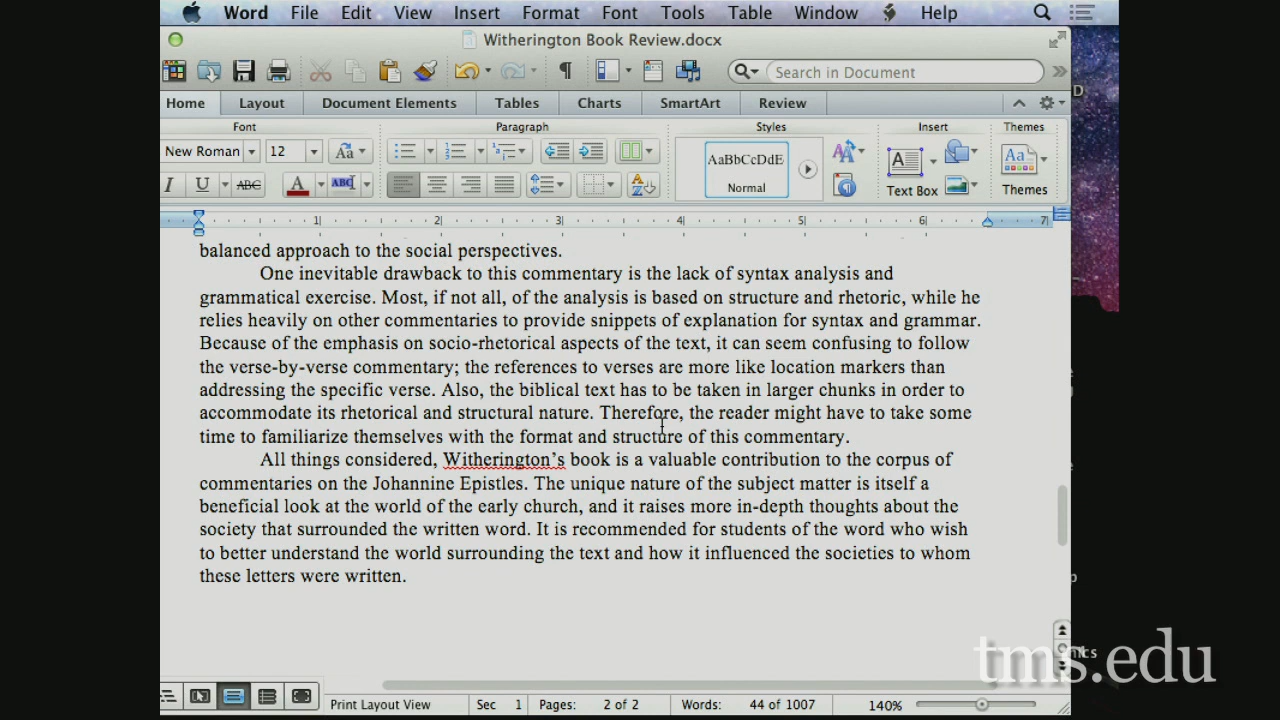 Word File Edit View Insert Format Font Tools Table Window Help
Witherington Book Review.docx
Search in Document
D
Home Layout Document Elements Tables Charts SmartArt Review
Font Paragraph Styles Insert Themes
New Roman 12 Aa AaBbCcDdE A Aa
I U ABC A ABC Normal Text Box Themes
1 2 3 4 5 6 7
balanced approach to the social perspectives.
One inevitable drawback to this commentary is the lack of syntax analysis and
grammatical exercise. Most, if not all, of the analysis is based on structure and rhetoric, while he
relies heavily on other commentaries to provide snippets of explanation for syntax and grammar.
Because of the emphasis on socio-rhetorical aspects of the text, it can seem confusing to follow
the verse-by-verse commentary; the references to verses are more like location markers than
addressing the specific verse. Also, the biblical text has to be taken in larger chunks in order to
accommodate its rhetorical and structural nature. Therefore, the reader might have to take some
time to familiarize themselves with the format and structure of this commentary.
All things considered, Witherington's book is a valuable contribution to the corpus of
commentaries on the Johannine Epistles. The unique nature of the subject matter is itself a
beneficial look at the world of the early church, and it raises more in-depth thoughts about the
society that surrounded the written word. It is recommended for students of the word who wish
to better understand the world surrounding the text and how it influenced the societies to whom
these letters were written.
tms.edu
Print Layout View Sec 1 Pages: 2 of 2 Words: 44 of 1007 140%